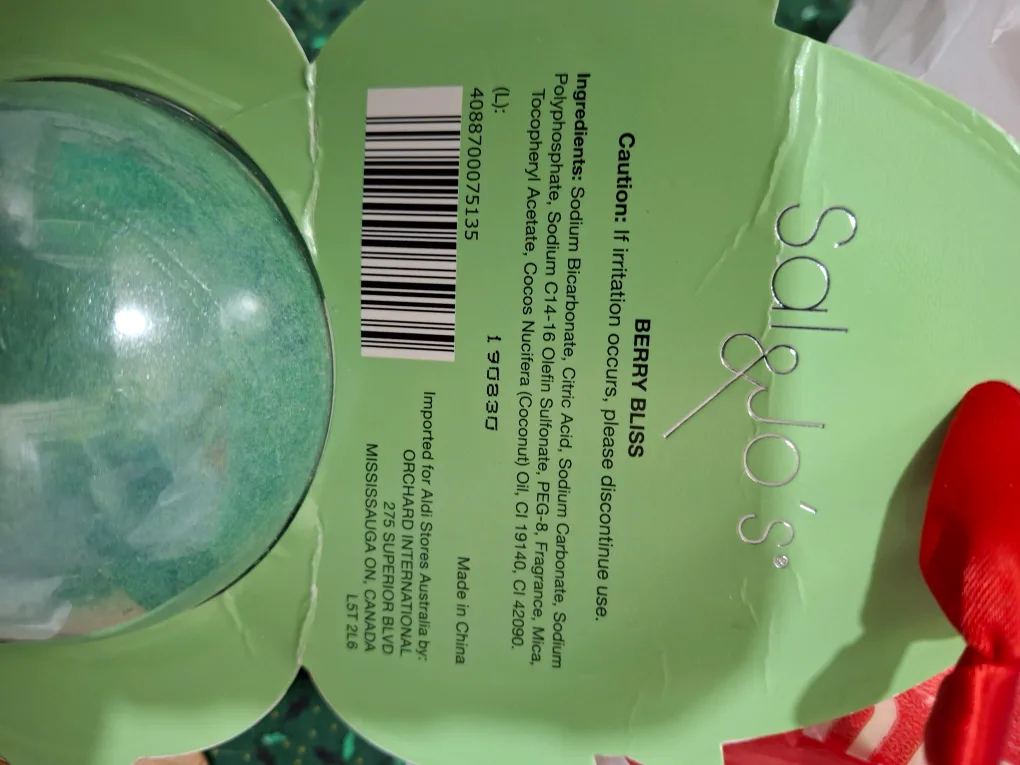 Sal&Jo's®
BERRY BLISS
Caution: If irritation occurs, please discontinue use.
Ingredients: Sodium Bicarbonate, Citric Acid, Sodium Carbonate, Sodium
Polyphosphate, Sodium C14-16 Olefin Sulfonate, PEG-8, Fragrance, Mica,
Tocopheryl Acetate, Cocos Nucifera (Coconut) Oil, CI 19140, CI 42090.
(L):
190830
Made in China
4088700075135
Imported for Aldi Stores Australia by:
ORCHARD INTERNATIONAL
275 SUPERIOR BLVD
MISSISSAUGA ON, CANADA
L5T 2L6